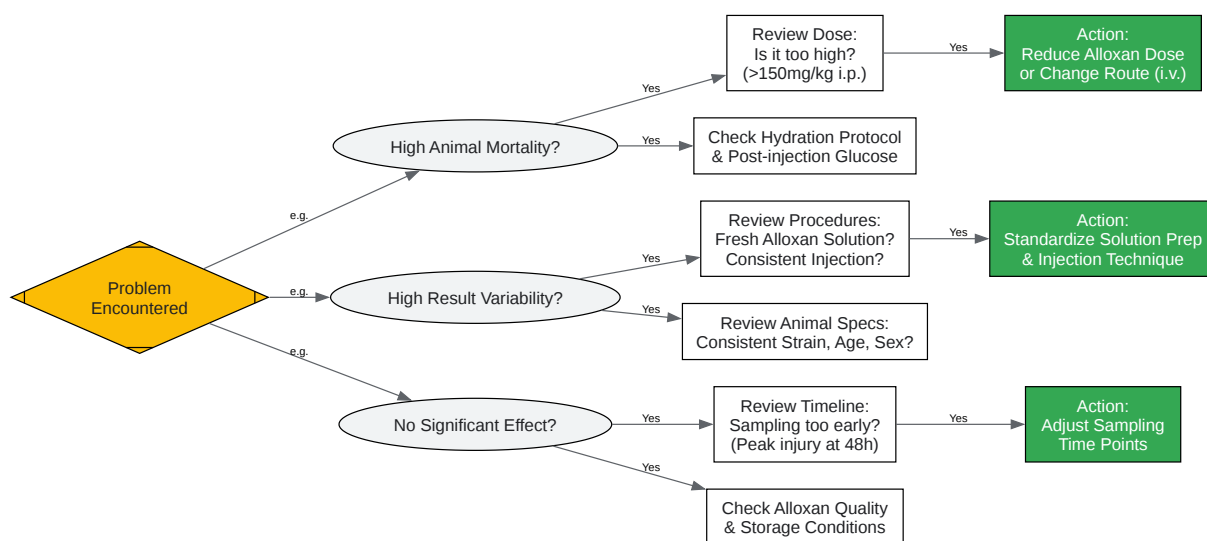 Problem
Encountered
e.g.
High Animal Mortality?
Yes
Review Dose:
Is it too high?
(>150mg/kg i.p.)
Yes
Action:
Reduce Alloxan Dose
or Change Route (i.v.)
Yes
Check Hydration Protocol
& Post-injection Glucose
e.g.
High Result Variability?
Yes
Review Procedures:
Fresh Alloxan Solution?
Consistent Injection?
Yes
Action:
Standardize Solution Prep
& Injection Technique
Yes
Review Animal Specs:
Consistent Strain, Age, Sex?
e.g.
No Significant Effect?
Yes
Review Timeline:
Sampling too early?
(Peak injury at 48h)
Yes
Action:
Adjust Sampling
Time Points
Yes
Check Alloxan Quality
& Storage Conditions